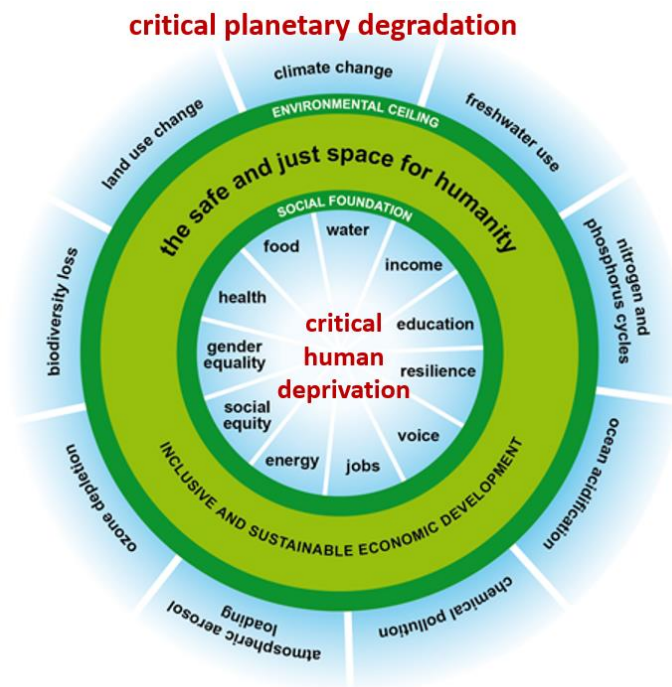 critical planetary degradation
climate change
freshwater use
nitrogen and
phosphorus cycles
ocean acidification
chemical pollution
atmospheric aerosol
loading
ozone depletion
biodiversity loss
land use change
ENVIRONMENTAL CEILING
the safe and just space for humanity
SOCIAL FOUNDATION
water
income
education
resilience
voice
jobs
energy
social
equity
gender
equality
health
food
critical
human
deprivation
INCLUSIVE AND SUSTAINABLE ECONOMIC DEVELOPMENT